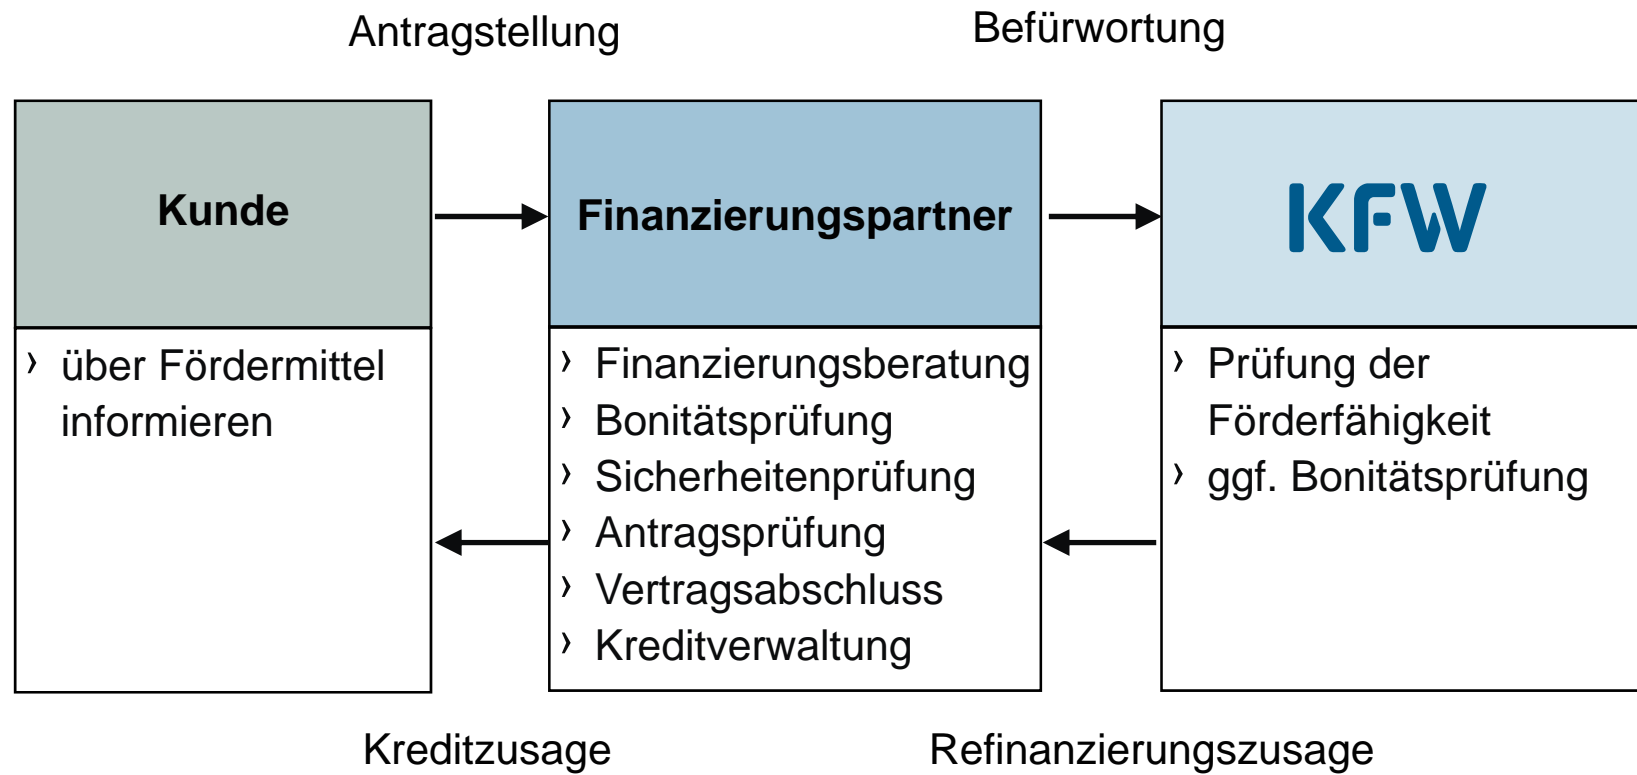 Antragstellung
Befürwortung
Kunde
Finanzierungspartner
KFW
› über Fördermittel
informieren
› Finanzierungsberatung
› Bonitätsprüfung
› Sicherheitenprüfung
› Antragsprüfung
› Vertragsabschluss
› Kreditverwaltung
› Prüfung der
Förderfähigkeit
› ggf. Bonitätsprüfung
Kreditzusage
Refinanzierungszusage